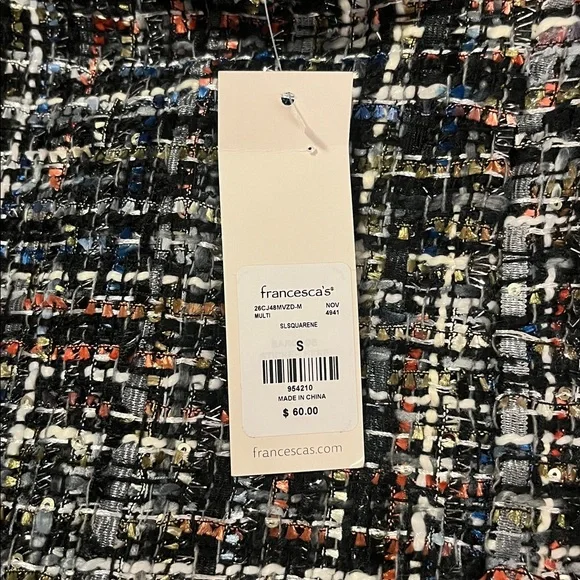 francesca's®
26CJ48MVZD-M NOV
MULTI 4941
SLSQUARENE
S
954210
MADE IN CHINA
$ 60.00
francescas.com